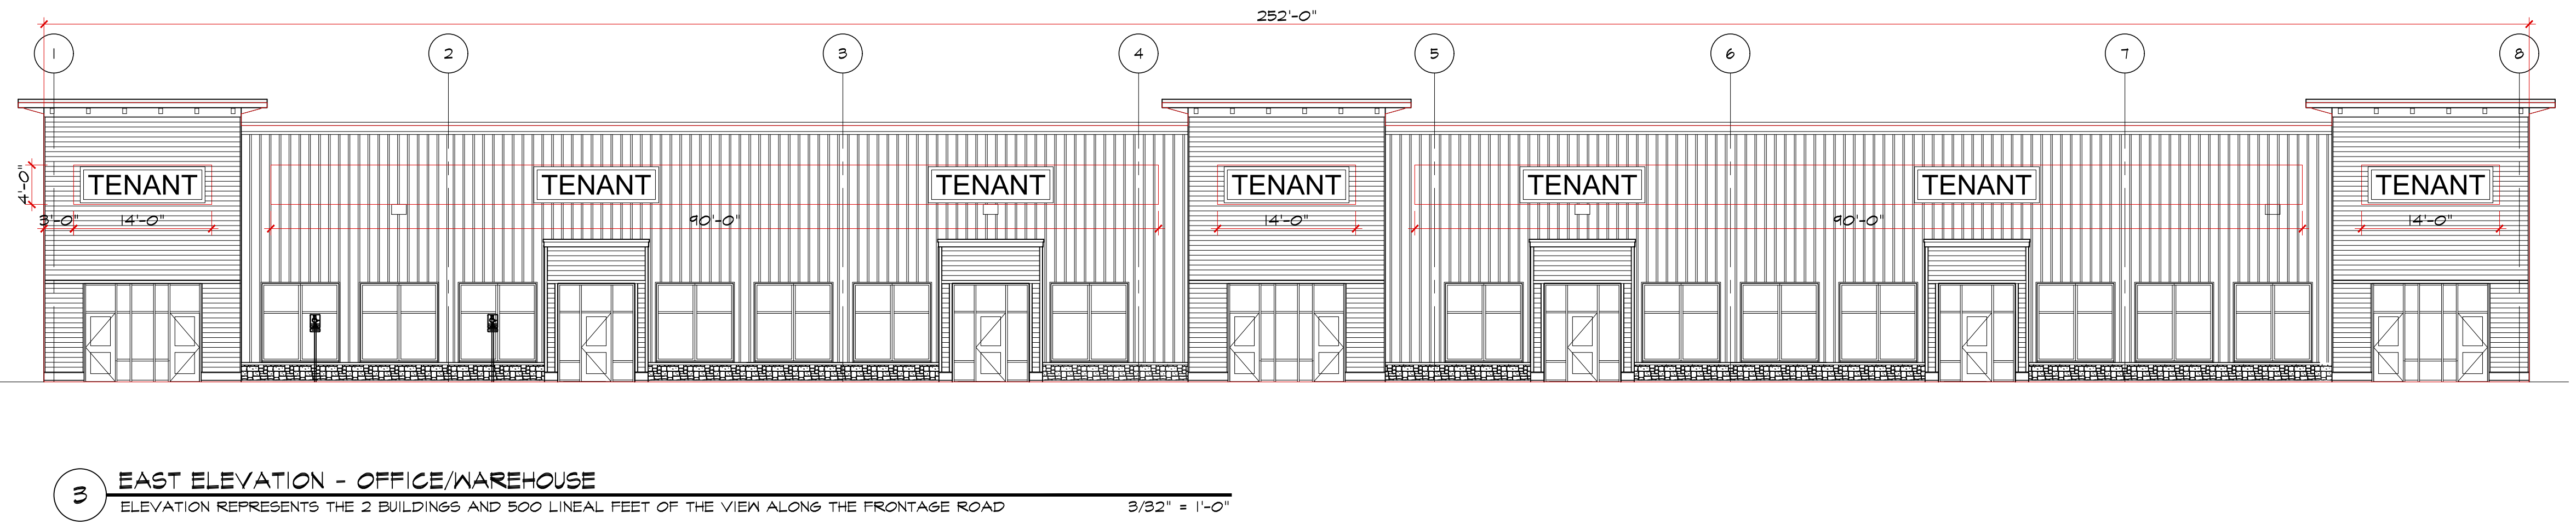 252'-0"
1 2 3 4 5 6 7 8
TENANT TENANT TENANT TENANT TENANT TENANT TENANT
4'-0"
3'-0" 14'-0" 90'-0" 14'-0" 90'-0" 14'-0"
3 EAST ELEVATION - OFFICE/WAREHOUSE
ELEVATION REPRESENTS THE 2 BUILDINGS AND 500 LINEAL FEET OF THE VIEW ALONG THE FRONTAGE ROAD 3/32" = 1'-0"